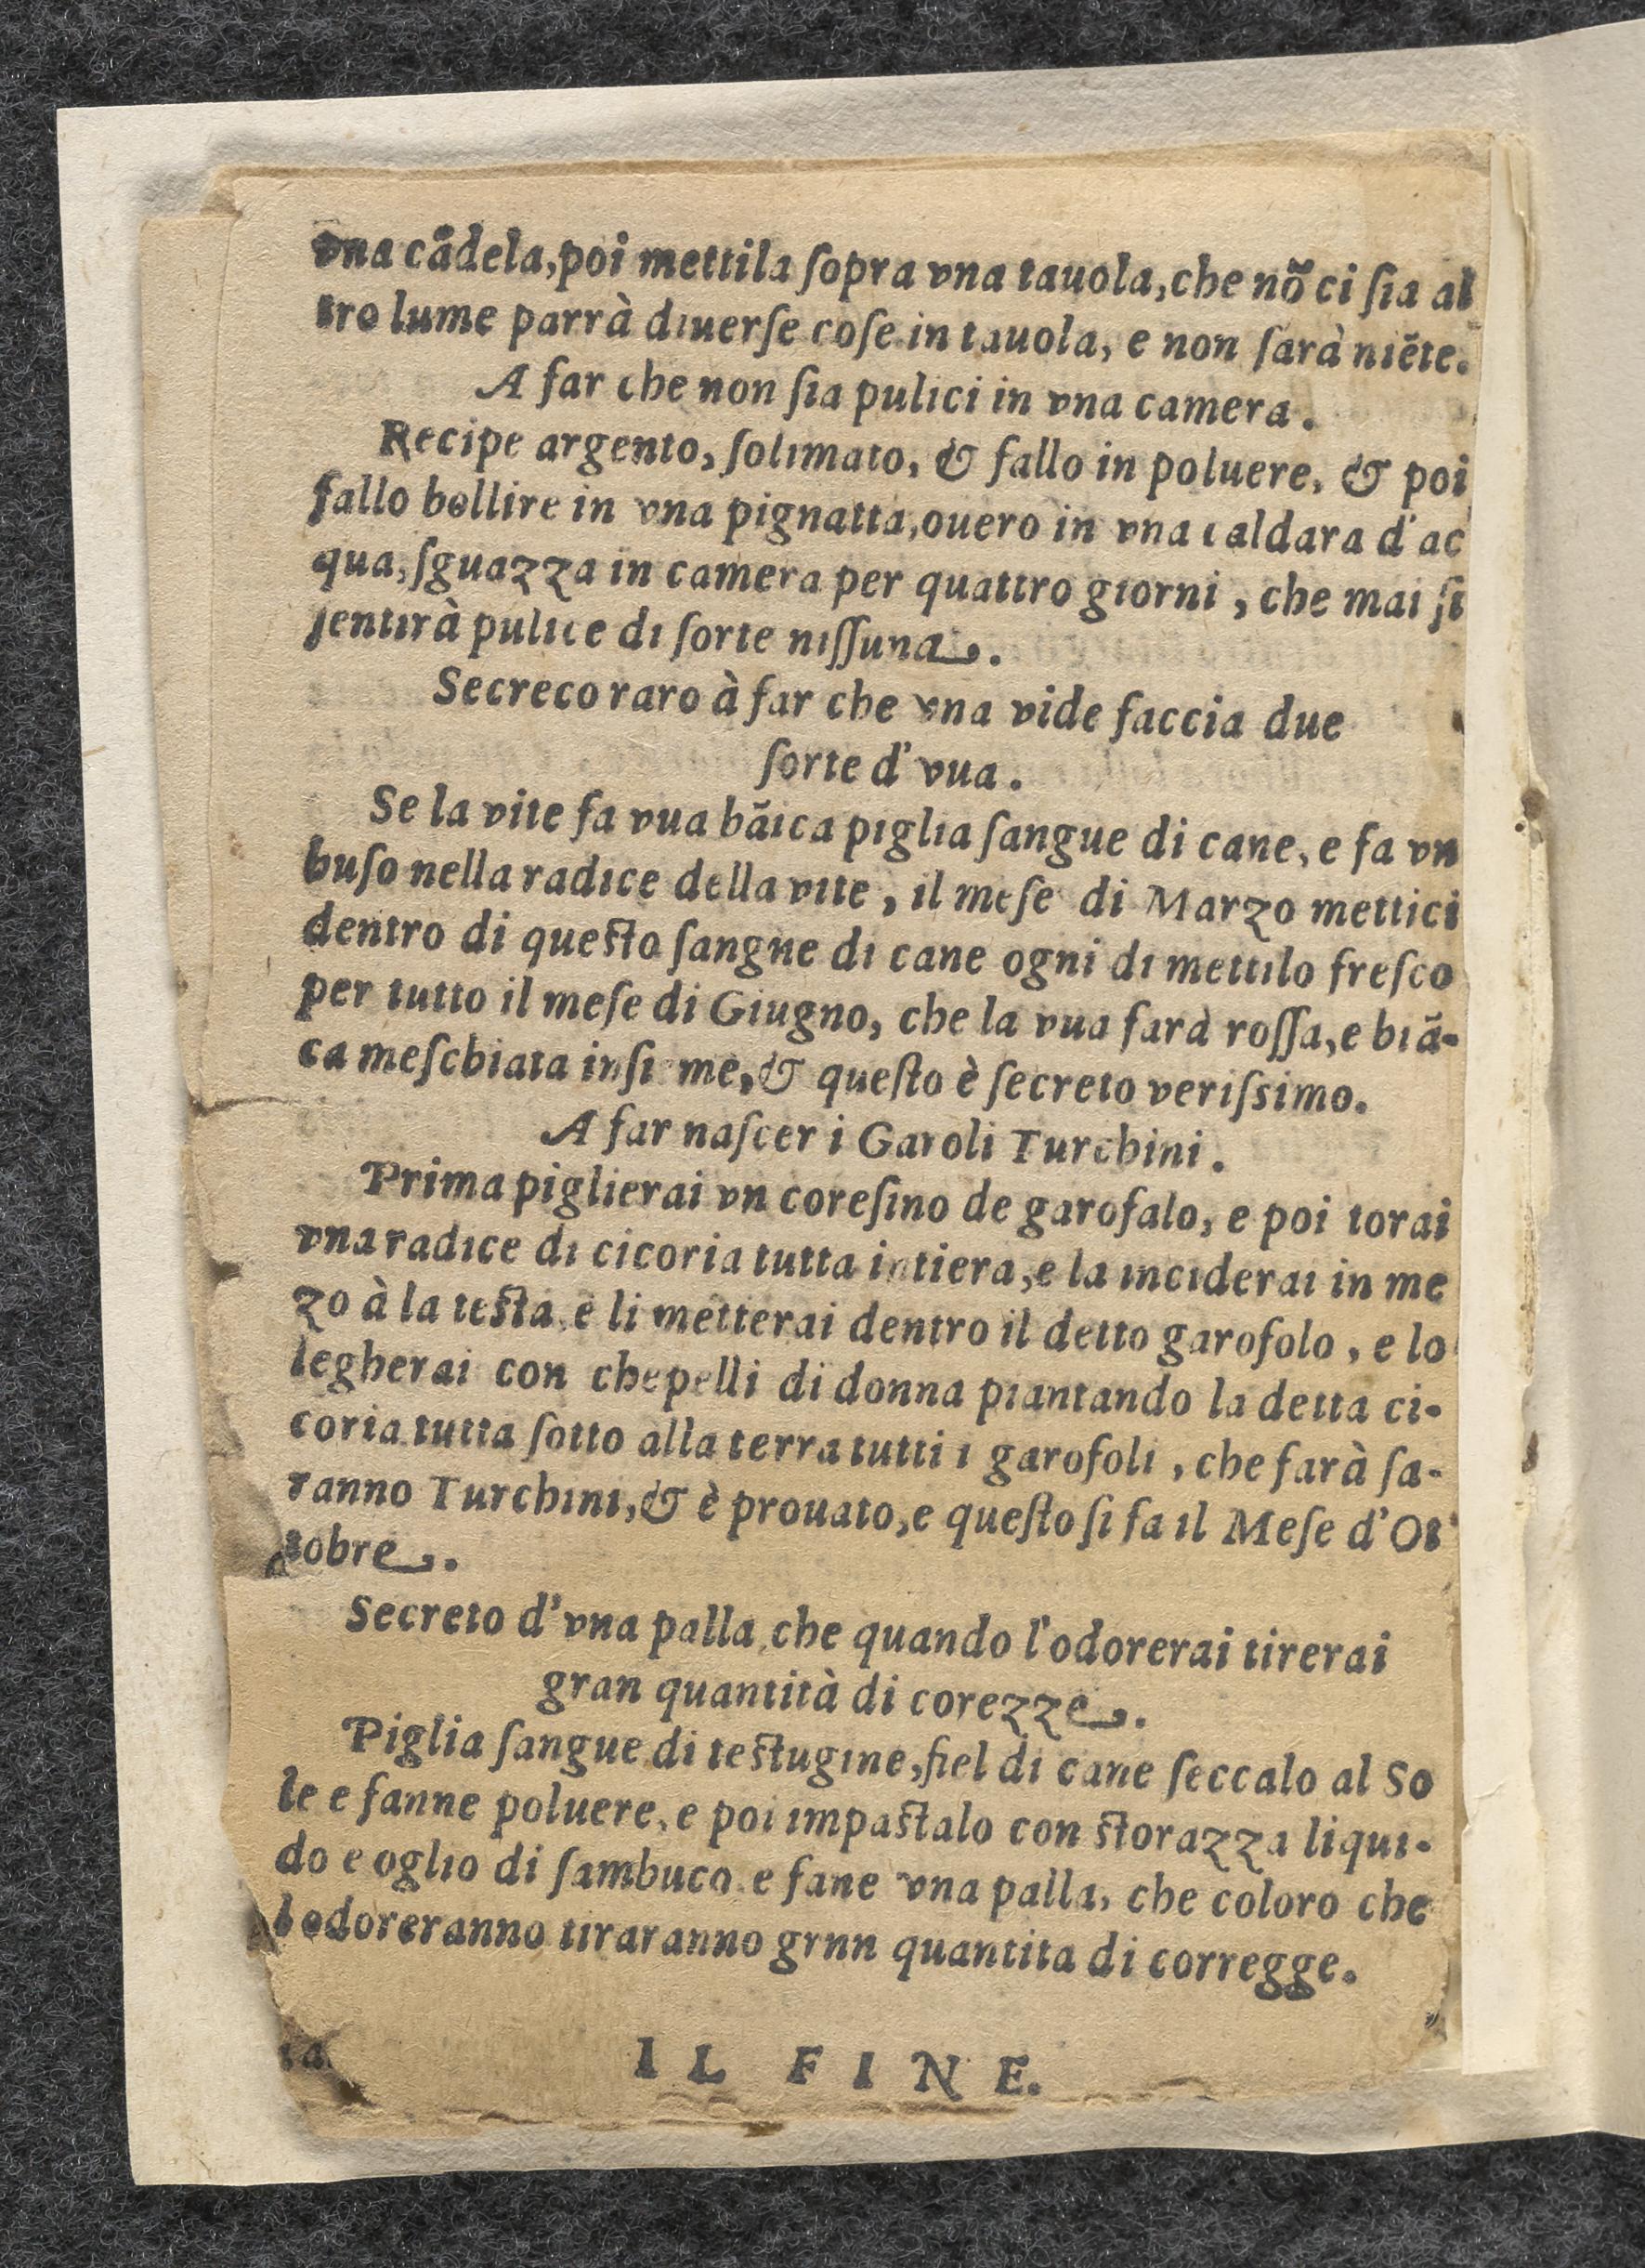 vna cãdela, poi mettila ſopra vna tauola, che nõ ci ſia al
tro lume parrà diuerſe coſe in tauola, e non ſarà niẽte.
A far che non ſia pulici in vna camera.
Recipe argento, ſolimato, & fallo in poluere, & poi
fallo bollire in vna pignatta, ouero in vna caldara d'ac
qua, ſguazza in camera per quattro giorni, che mai ſi
ſentirà pulice di ſorte niſſuna.
Secreco raro à far che vna vide faccia due
ſorte d'vua.
Se la vite fa vua bãica piglia ſangue di cane, e fa vn
buſo nella radice della vite, il meſe di Marzo mettici
dentro di queſto ſangne di cane ogni di mettilo freſco
per tutto il meſe di Giugno, che la vua farà roſſa, e biã-
ca meſchiata inſieme, & queſto è ſecreto veriſsimo.
A far naſcer i Garoli Turchini.
Prima piglierai vn coreſino de garofalo, e poi torai
vna radice di cicoria tutta intiera, e la inciderai in me
zo à la teſta, e li metterai dentro il detto garofolo, e lo
legherai con chepelli di donna piantando la detta ci-
coria tutta ſotto alla terra tutti i garofoli, che farà ſa-
ranno Turchini, & è prouato, e queſto ſi fa il Meſe d'Ot
tobre.
Secreto d'vna palla, che quando l'odorerai tirerai
gran quantità di corezze.
Piglia ſangue di teſtugine, fiel di cane ſeccalo al So
le e fanne poluere, e poi impaſtalo con ſtorazza liqui-
do e oglio di ſambuco e fane vna palla, che coloro che
lodoreranno tiraranno grnn quantita di corregge.
IL FINE.